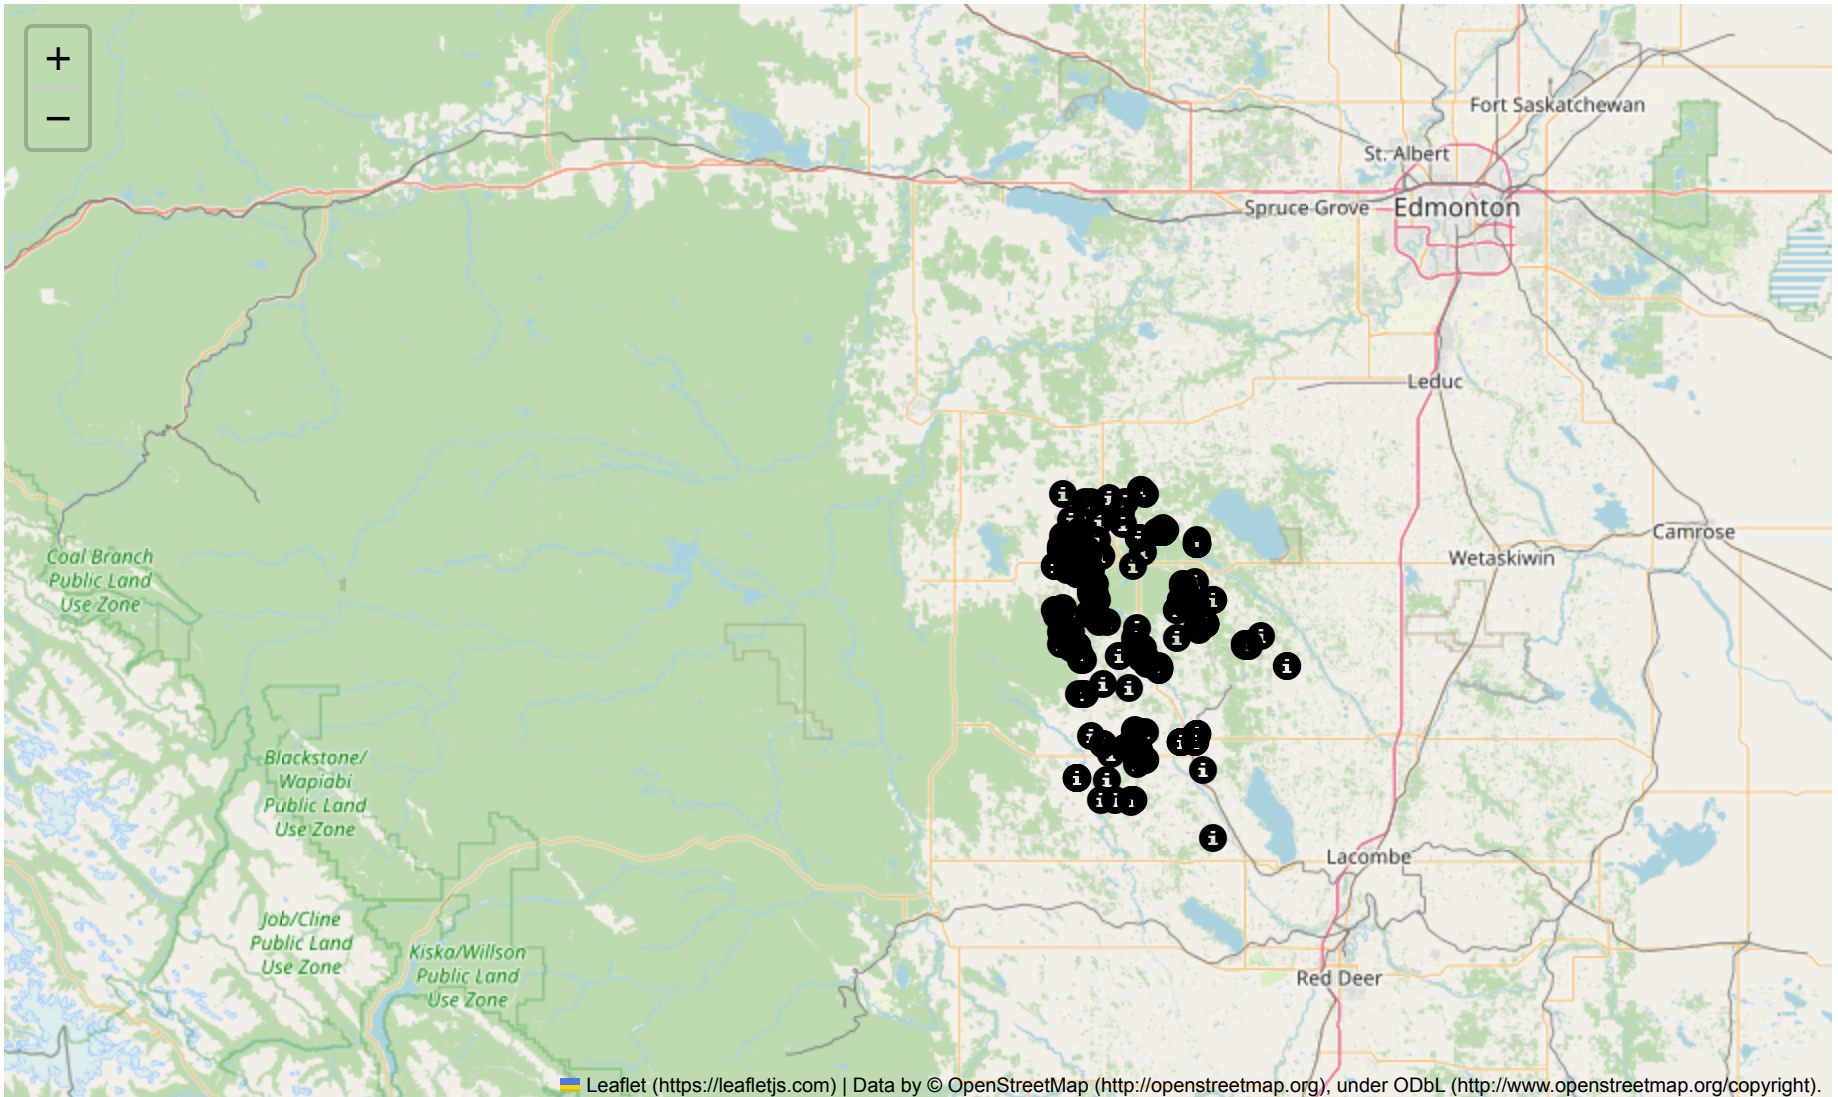 +
Fort Saskatchewan
−
St. Albert
Spruce Grove
Edmonton
Leduc
Camrose
Wetaskiwin
Coal Branch
Public Land
Use Zone
Blackstone/
Wapiabi
Public Land
Use Zone
Lacombe
Job/Cline
Public Land
Use Zone
Kiska/Willson
Public Land
Use Zone
Red Deer
Leaflet (https://leafletjs.com) | Data by © OpenStreetMap (http://openstreetmap.org), under ODbL (http://www.openstreetmap.org/copyright).